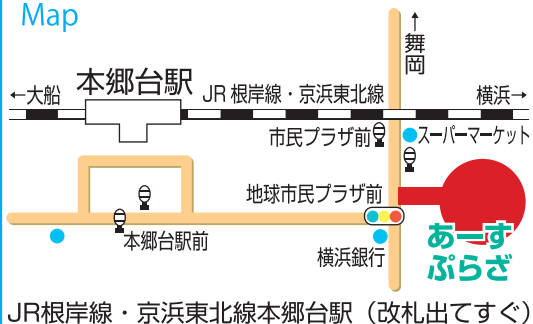 Map
↑舞岡
本郷台駅
←大船
JR 根岸線・京浜東北線
横浜→
市民プラザ前
スーパーマーケット
地球市民プラザ前
あーす
ぷらざ
本郷台駅前
横浜銀行
JR根岸線・京浜東北線本郷台駅（改札出てすぐ）